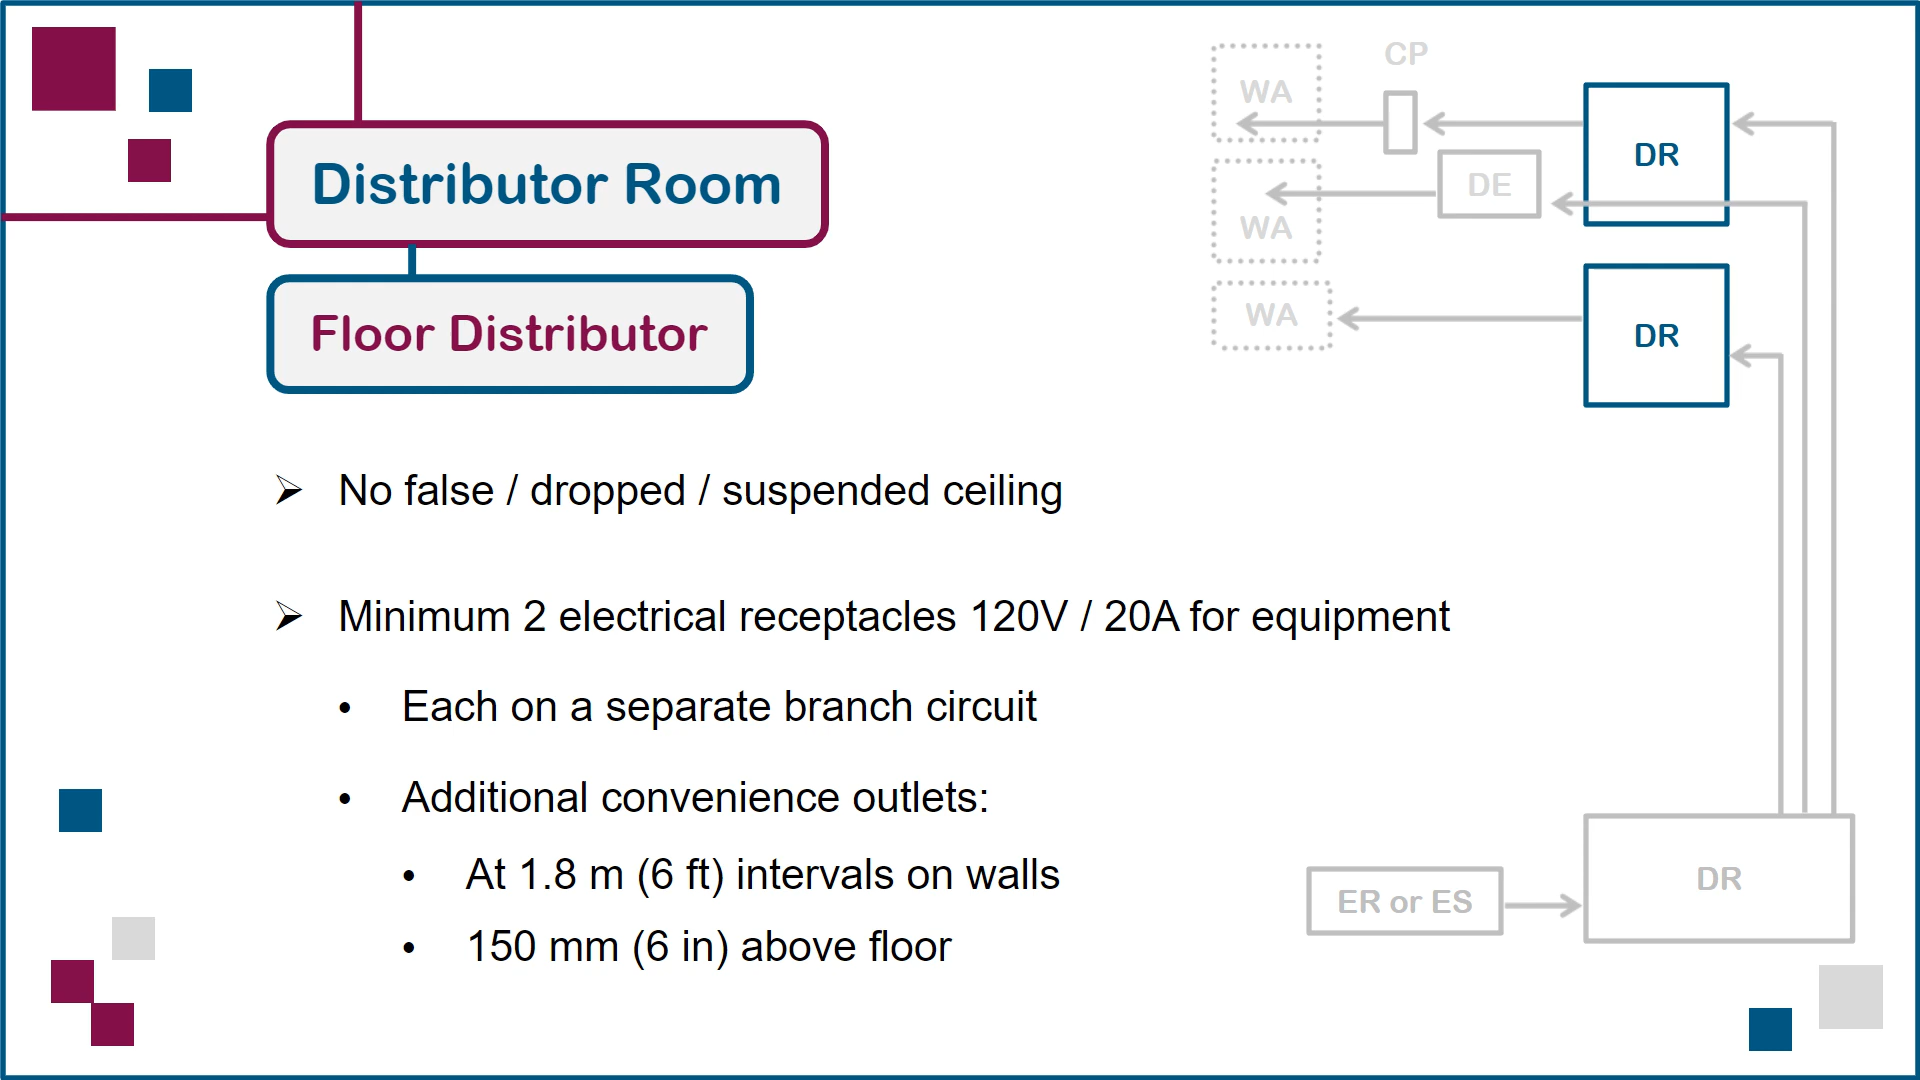 Distributor Room
Floor Distributor
➢ No false / dropped / suspended ceiling
➢ Minimum 2 electrical receptacles 120V / 20A for equipment
• Each on a separate branch circuit
• Additional convenience outlets:
• At 1.8 m (6 ft) intervals on walls
• 150 mm (6 in) above floor
CP
WA
DR
DE
WA
WA
DR
DR
ER or ES